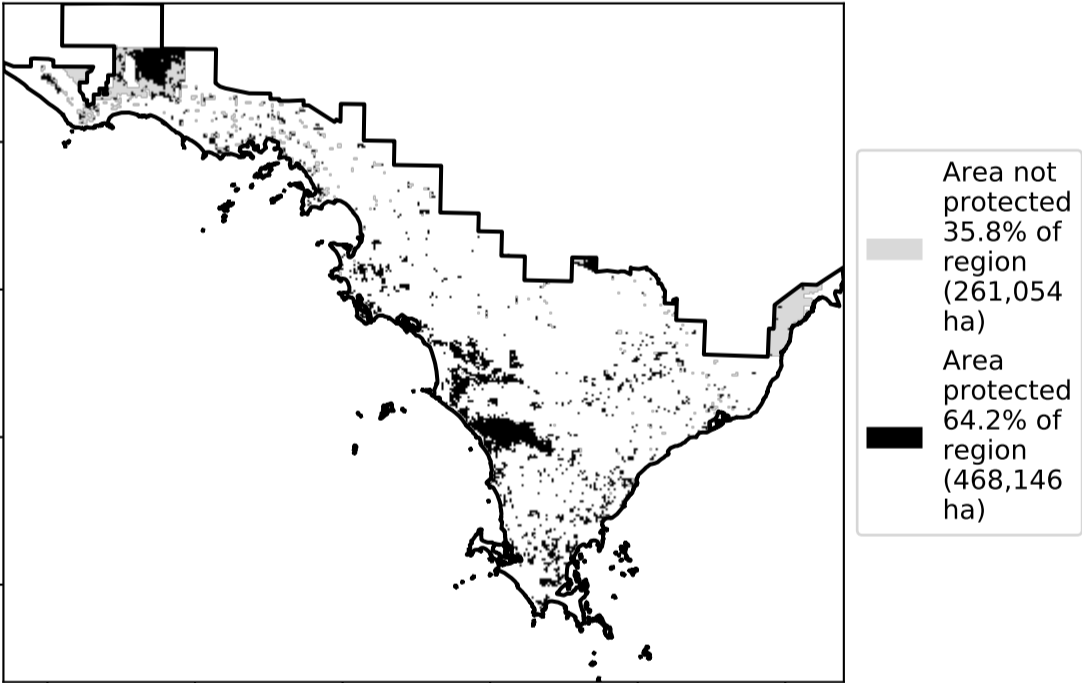 Area not
protected
35.8% of
region
(261,054
ha)
Area
protected
64.2% of
region
(468,146
ha)